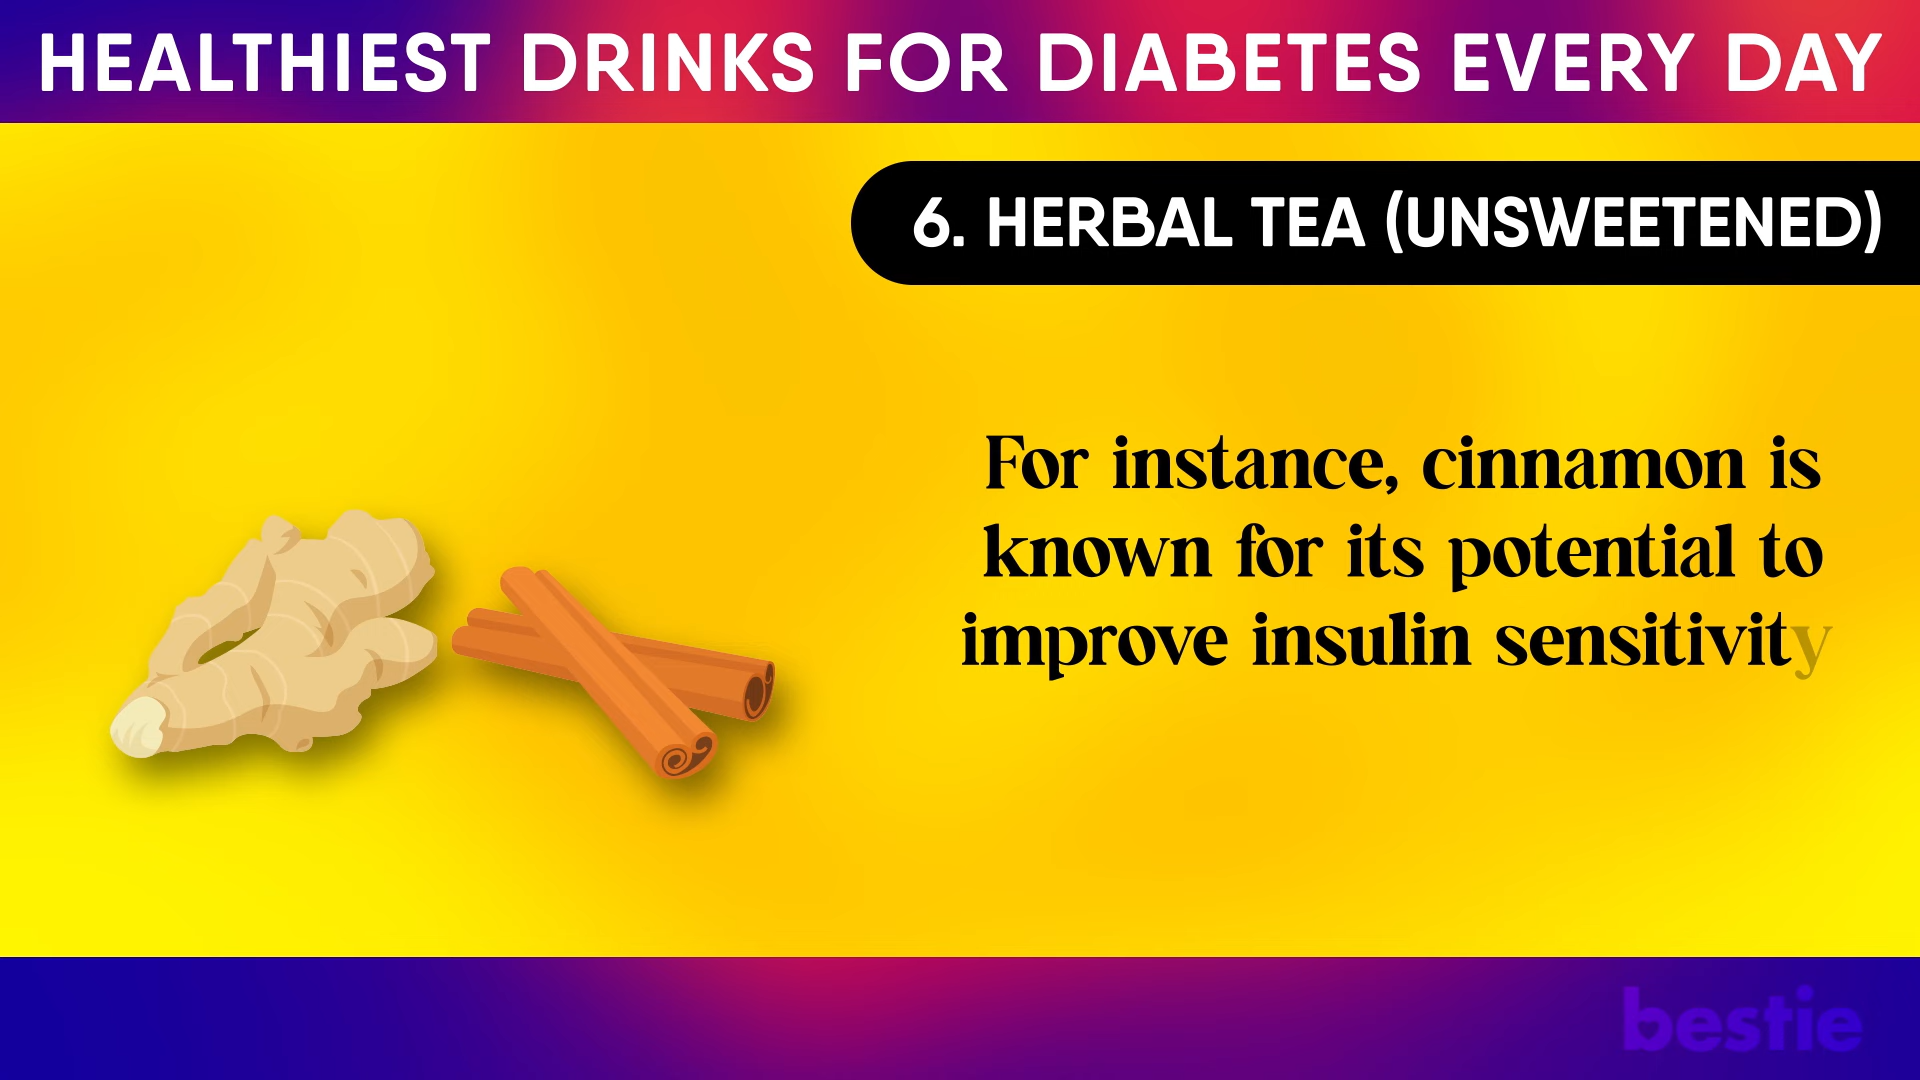 HEALTHIEST DRINKS FOR DIABETES EVERY DAY
6. HERBAL TEA (UNSWEETENED)
For instance, cinnamon is
known for its potential to
improve insulin sensitivity
bestie